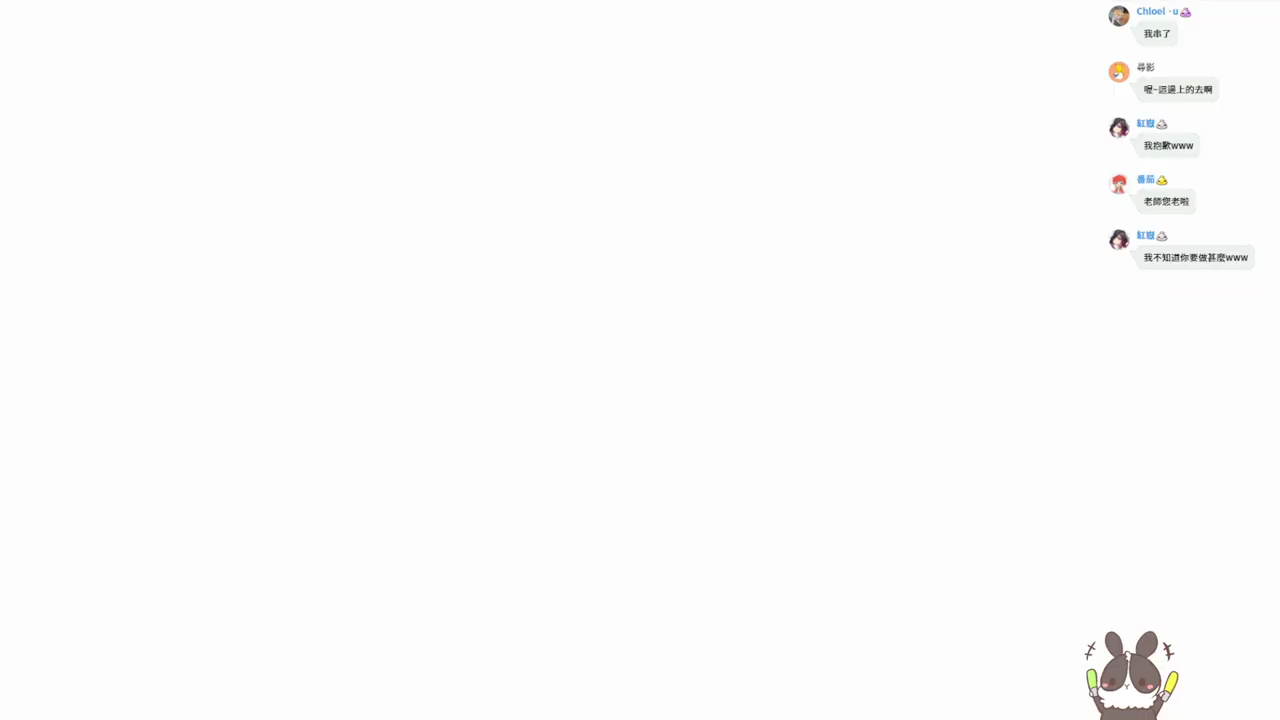 Chloel ·u
我串了
尋影
喔~這邊上的去啊
紅嶽
我抱歉www
番茄
老師您老啦
紅嶽
我不知道你要做甚麼www